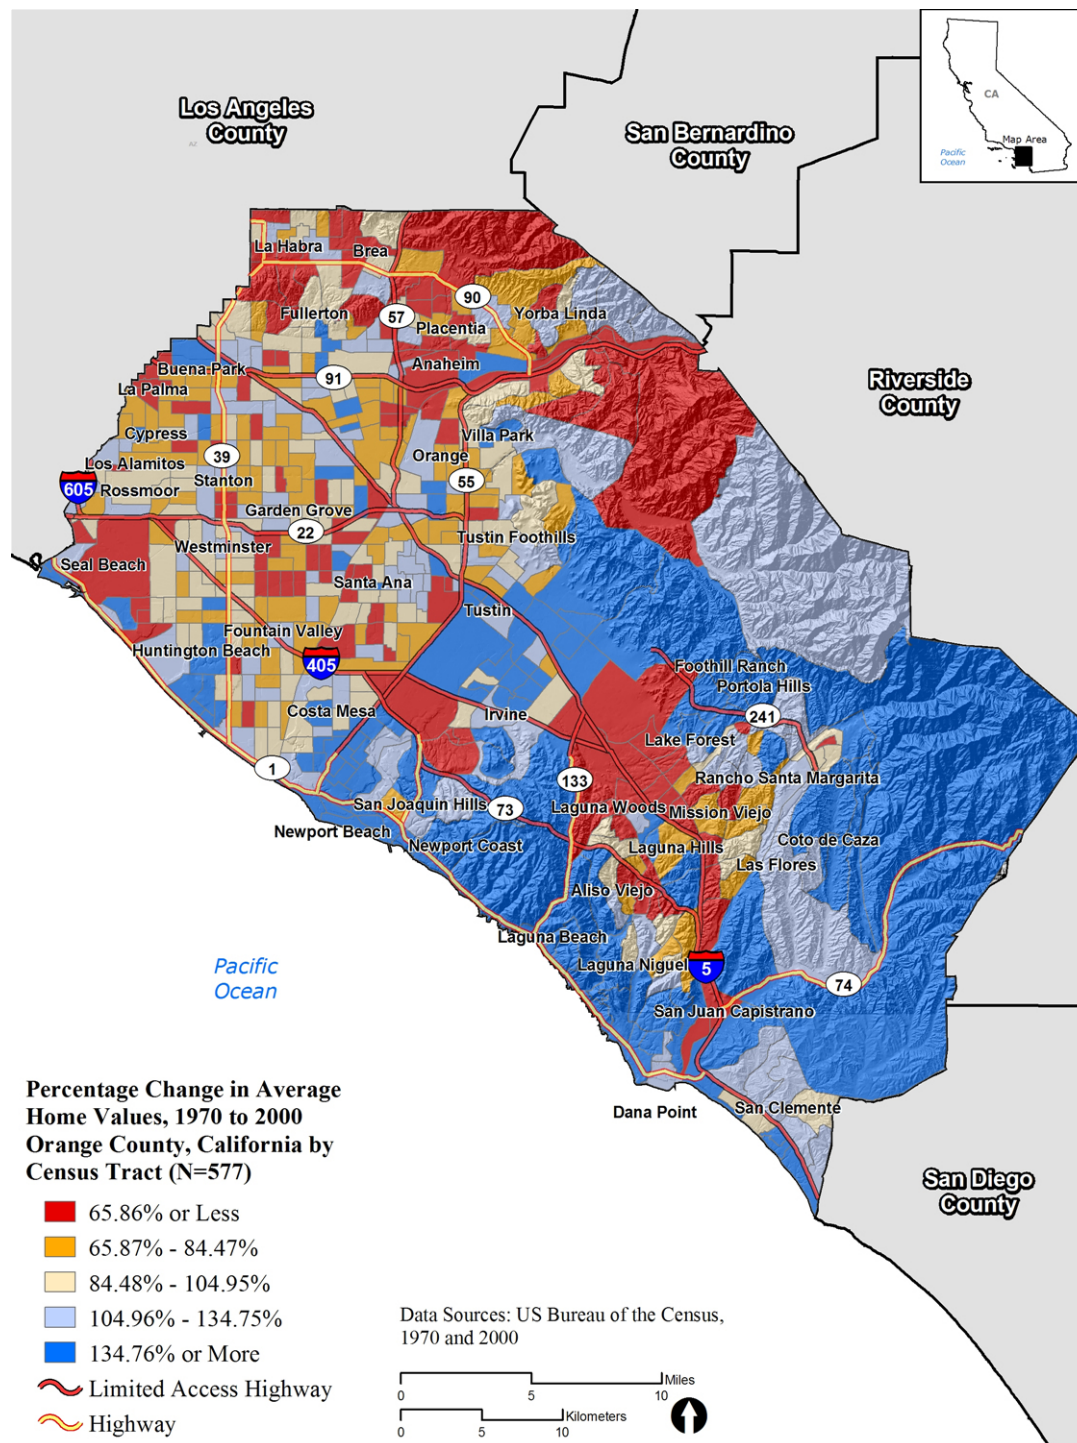 Los Angeles
County
San Bernardino
County
CA
Map Area
Pacific
Ocean
La Habra
Brea
90
Fullerton
57
Yorba Linda
Placentia
Anaheim
Buena Park
91
La Palma
Riverside
County
Cypress
Villa Park
Orange
39
Los Alamitos
605
Rossmoor
Stanton
55
Garden Grove
22
Westminster
Tustin Foothills
Seal Beach
Santa Ana
Tustin
Fountain Valley
Huntington Beach
405
Foothill Ranch
Portola Hills
Costa Mesa
Irvine
241
Lake Forest
1
133
Rancho Santa Margarita
San Joaquin Hills
73
Laguna Woods
Mission Viejo
Newport Beach
Newport Coast
Laguna Hills
Coto de Caza
Las Flores
Aliso Viejo
Laguna Beach
Pacific
Ocean
Laguna Niguel
5
74
San Juan Capistrano
Dana Point
San Clemente
San Diego
County
Percentage Change in Average
Home Values, 1970 to 2000
Orange County, California by
Census Tract (N=577)
65.86% or Less
65.87% - 84.47%
84.48% - 104.95%
104.96% - 134.75%
134.76% or More
Limited Access Highway
Highway
Data Sources: US Bureau of the Census,
1970 and 2000
Miles
0 5 10
Kilometers
0 5 10